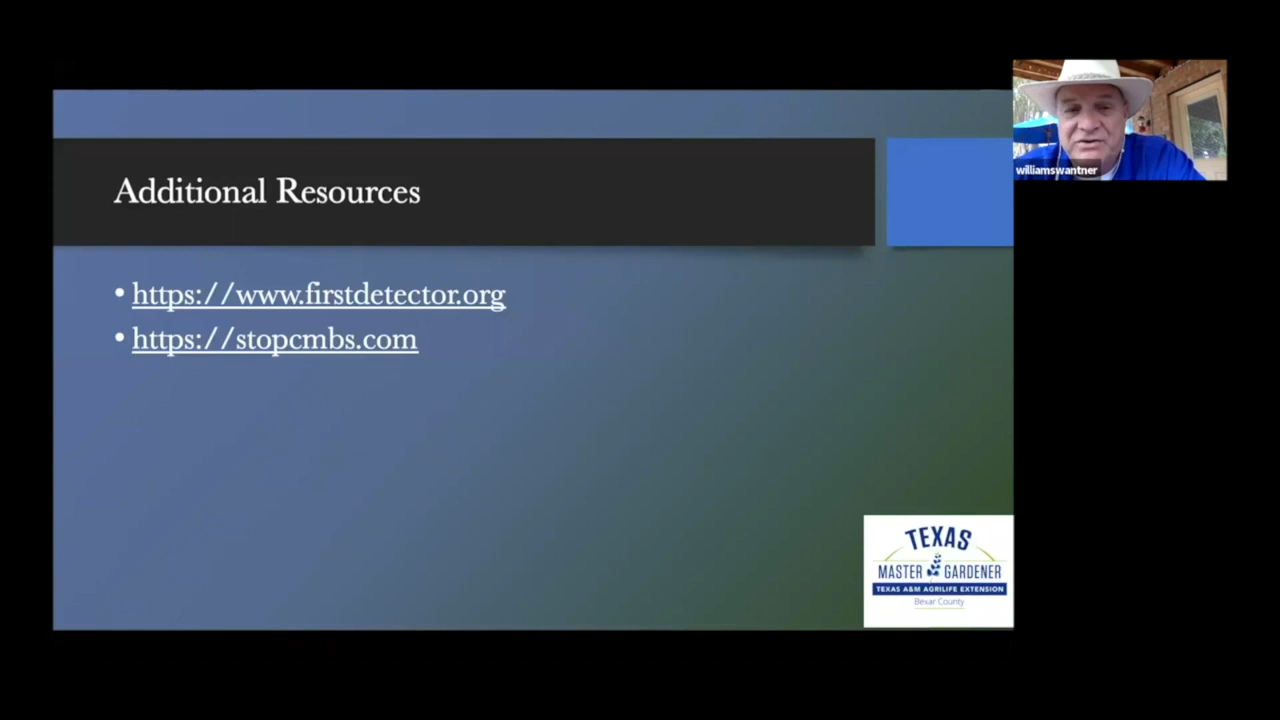 williamswantner
Additional Resources
• https://www.firstdetector.org
• https://stopcmbs.com
TEXAS
MASTER GARDENER
TEXAS A&M AGRILIFE EXTENSION
Bexar County